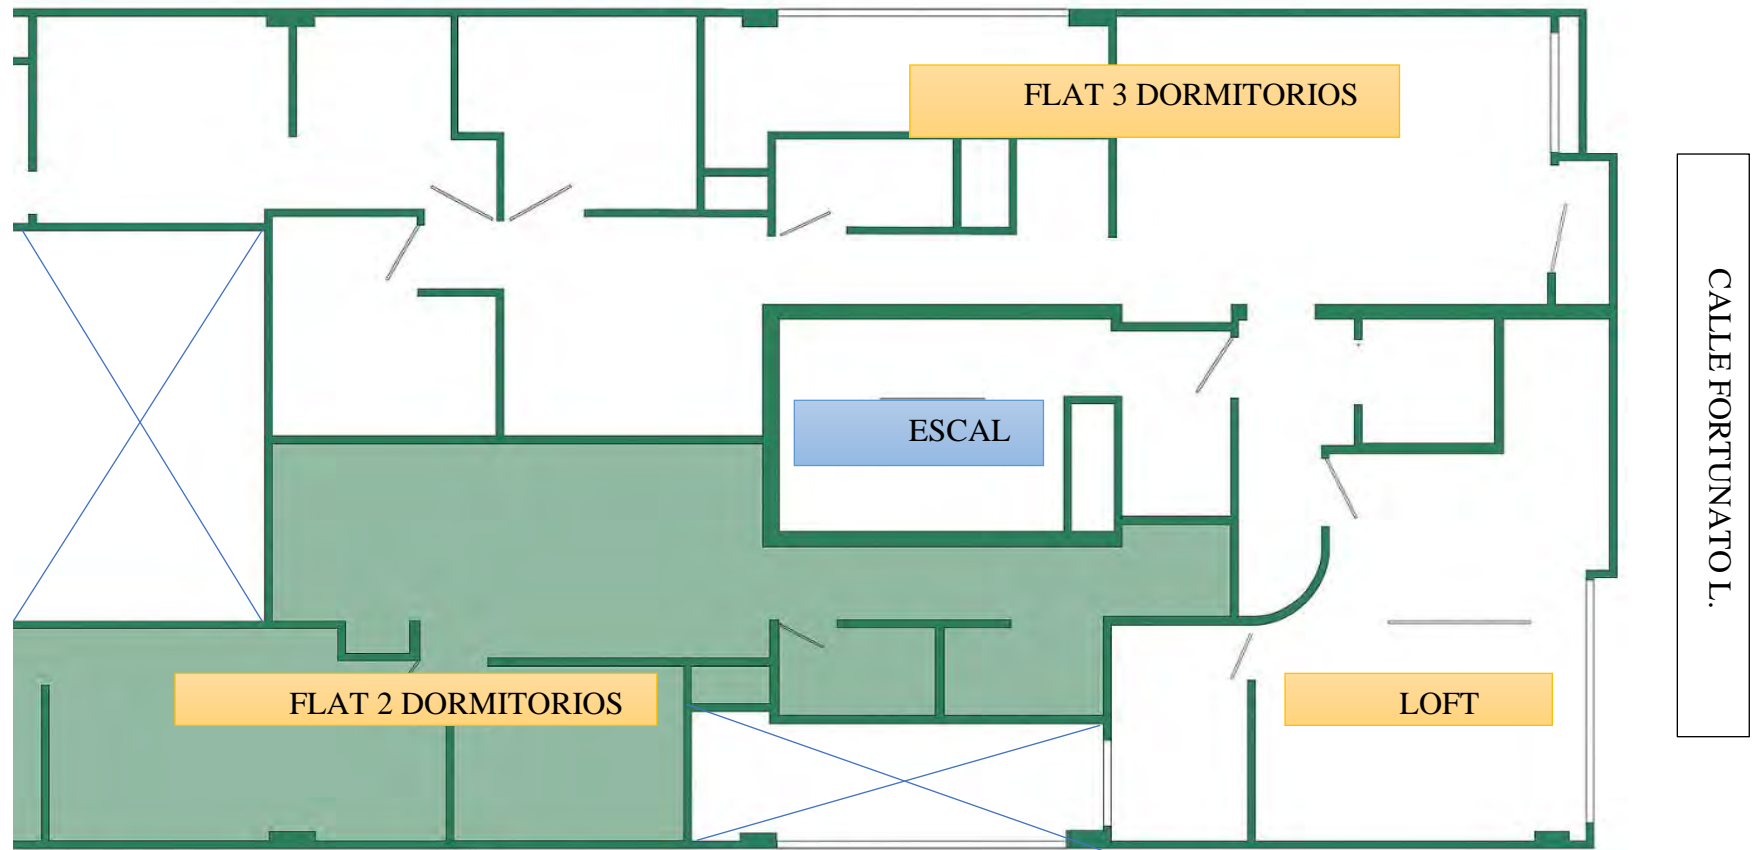 FLAT 3 DORMITORIOS
ESCAL
CALLE FORTUNATO L.
FLAT 2 DORMITORIOS
LOFT